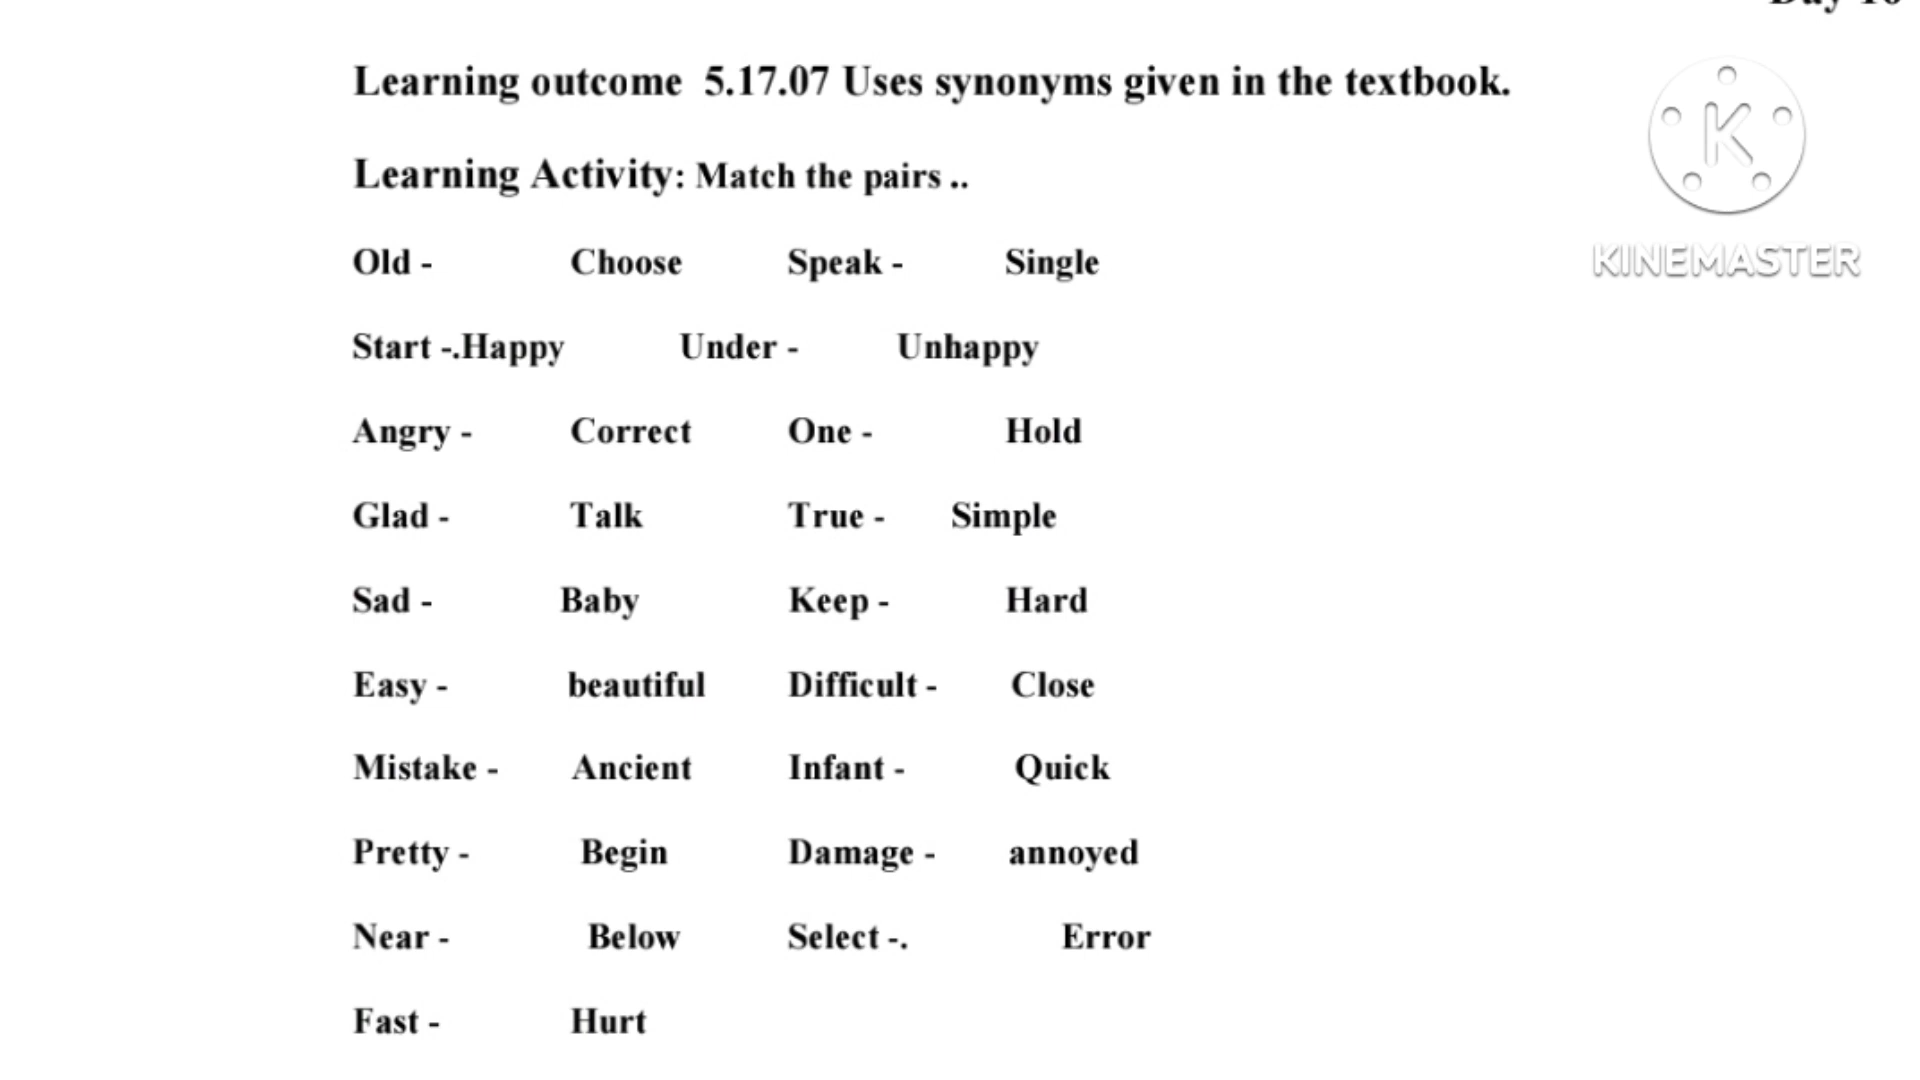 Learning outcome 5.17.07 Uses synonyms given in the textbook.
KINEMASTER
Learning Activity: Match the pairs ..
Old - Choose Speak - Single
Start -.Happy Under - Unhappy
Angry - Correct One - Hold
Glad - Talk True - Simple
Sad - Baby Keep - Hard
Easy - beautiful Difficult - Close
Mistake - Ancient Infant - Quick
Pretty - Begin Damage - annoyed
Near - Below Select -. Error
Fast - Hurt